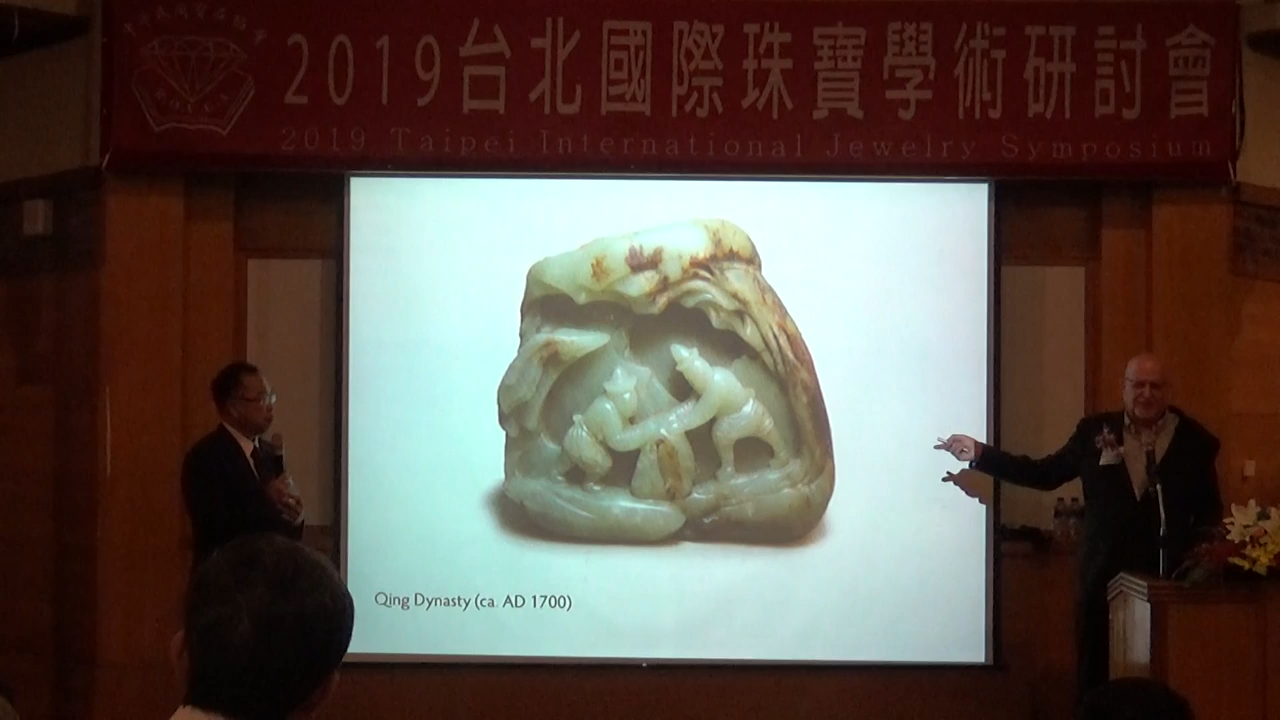 2019台北國際珠寶學術研討會
2019 Taipei International Jewelry Symposium
Qing Dynasty (ca. AD 1700)